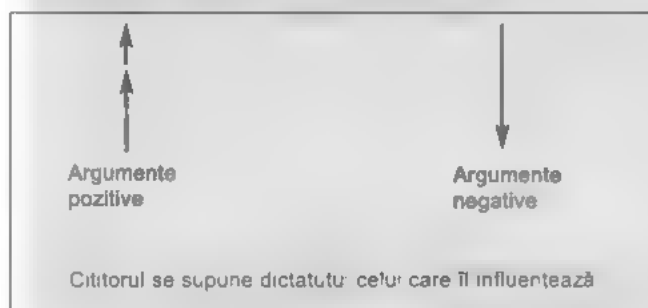 Argumente
pozitive
Argumente
negative
Cititorul se supune dictatului celui care îl influențează